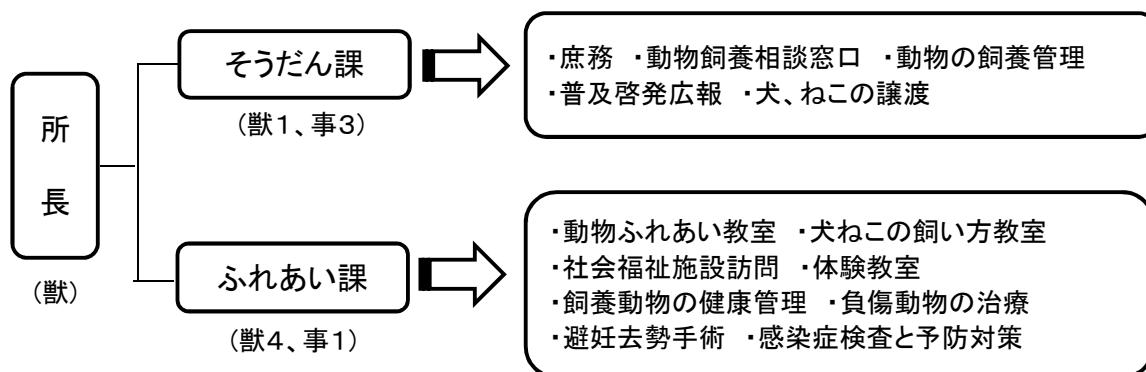 所長
(獣)
そうだん課
(獣1、事3)
・庶務 ・動物飼養相談窓口 ・動物の飼養管理
・普及啓発広報 ・犬、ねこの譲渡
ふれあい課
(獣4、事1)
・動物ふれあい教室 ・犬ねこの飼い方教室
・社会福祉施設訪問 ・体験教室
・飼養動物の健康管理 ・負傷動物の治療
・避妊去勢手術 ・感染症検査と予防対策